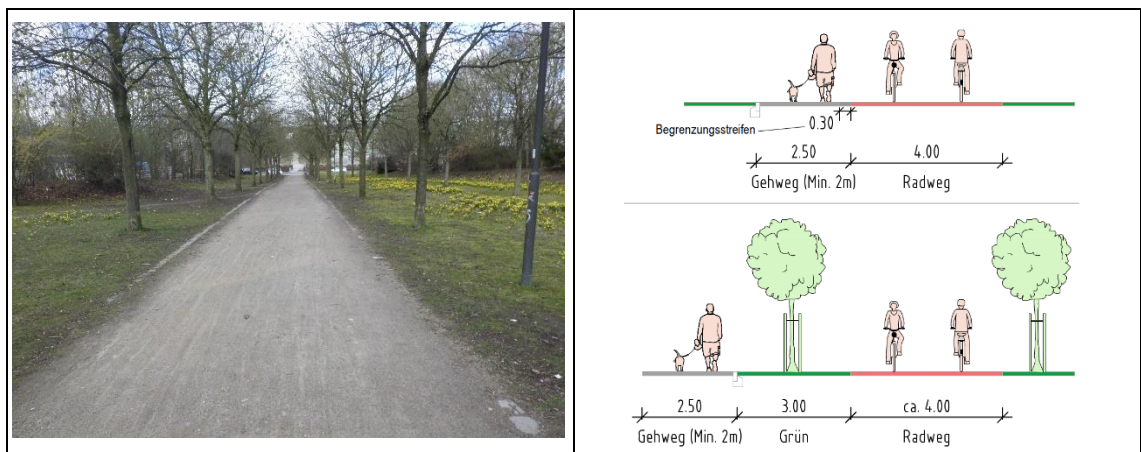 Begrenzungsstreifen
0.30
2.50
4.00
Gehweg (Min. 2m)
Radweg
2.50
3.00
ca. 4.00
Gehweg (Min. 2m)
Grün
Radweg